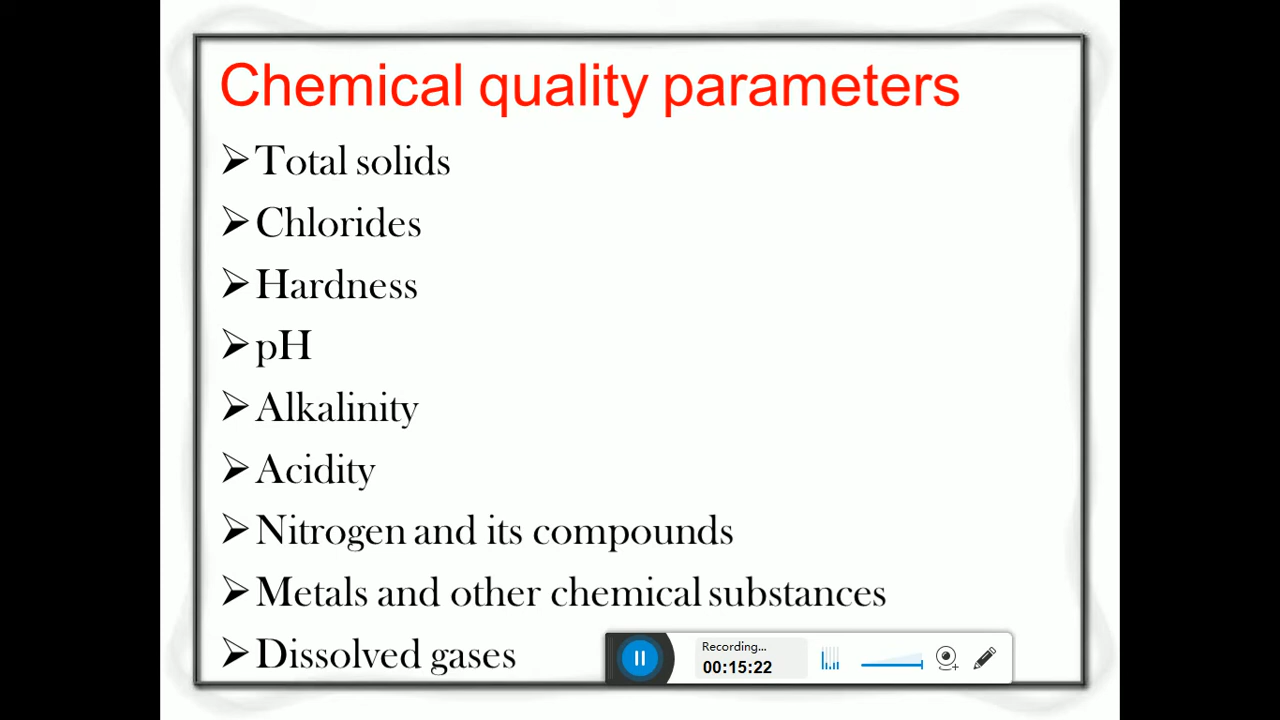 Chemical quality parameters
➢Total solids
➢Chlorides
➢Hardness
➢pH
➢Alkalinity
➢Acidity
➢Nitrogen and its compounds
➢Metals and other chemical substances
➢Dissolved gases
Recording...
00:15:22